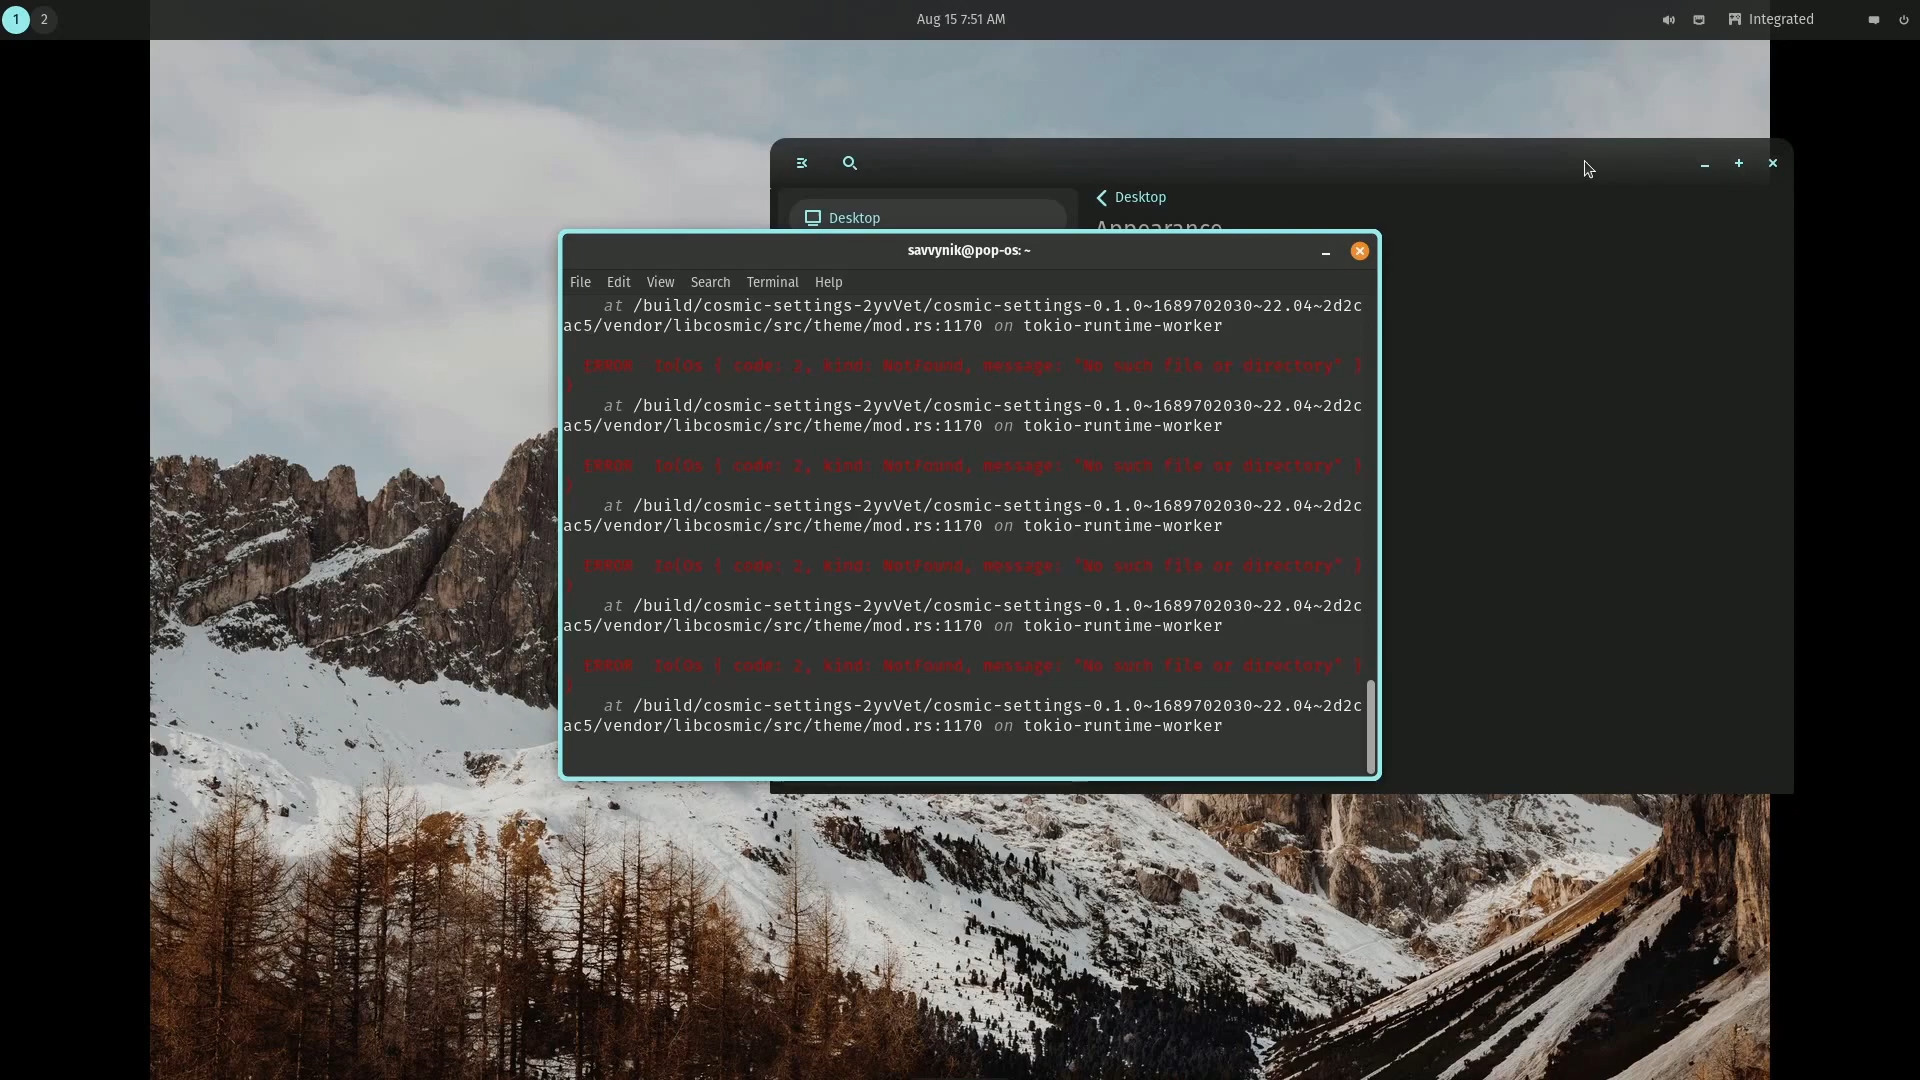 1 2 Aug 15 7:51 AM Integrated
Desktop
Desktop
Appearance
savvynik@pop-os: ~
File Edit View Search Terminal Help
at /build/cosmic-settings-2yvVet/cosmic-settings-0.1.0~1689702030~22.04~2d2c
ac5/vendor/libcosmic/src/theme/mod.rs:1170 on tokio-runtime-worker
ERROR Io(Os { code: 2, kind: NotFound, message: "No such file or directory" }
)
at /build/cosmic-settings-2yvVet/cosmic-settings-0.1.0~1689702030~22.04~2d2c
ac5/vendor/libcosmic/src/theme/mod.rs:1170 on tokio-runtime-worker
ERROR Io(Os { code: 2, kind: NotFound, message: "No such file or directory" }
)
at /build/cosmic-settings-2yvVet/cosmic-settings-0.1.0~1689702030~22.04~2d2c
ac5/vendor/libcosmic/src/theme/mod.rs:1170 on tokio-runtime-worker
ERROR Io(Os { code: 2, kind: NotFound, message: "No such file or directory" }
)
at /build/cosmic-settings-2yvVet/cosmic-settings-0.1.0~1689702030~22.04~2d2c
ac5/vendor/libcosmic/src/theme/mod.rs:1170 on tokio-runtime-worker
ERROR Io(Os { code: 2, kind: NotFound, message: "No such file or directory" }
)
at /build/cosmic-settings-2yvVet/cosmic-settings-0.1.0~1689702030~22.04~2d2c
ac5/vendor/libcosmic/src/theme/mod.rs:1170 on tokio-runtime-worker